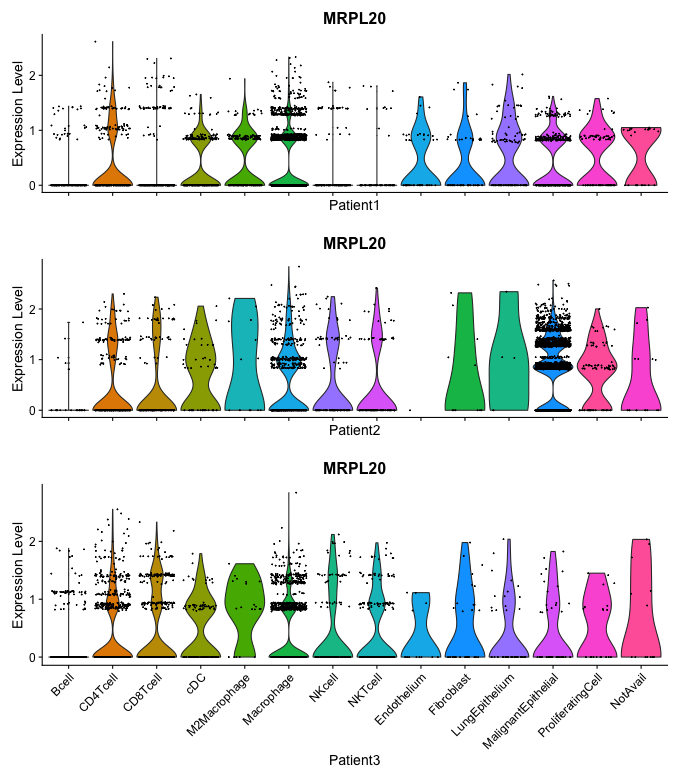 MRPL20
Expression Level
2
1
0
Patient1
MRPL20
Expression Level
2
1
0
Patient2
MRPL20
Expression Level
2
1
0
Bcell
CD4Tcell
CD8Tcell
cDC
M2Macrophage
Macrophage
NKcell
NKTcell
Endothelium
Fibroblast
LungEpithelium
MalignantEpithelial
ProliferatingCell
NotAvail
Patient3